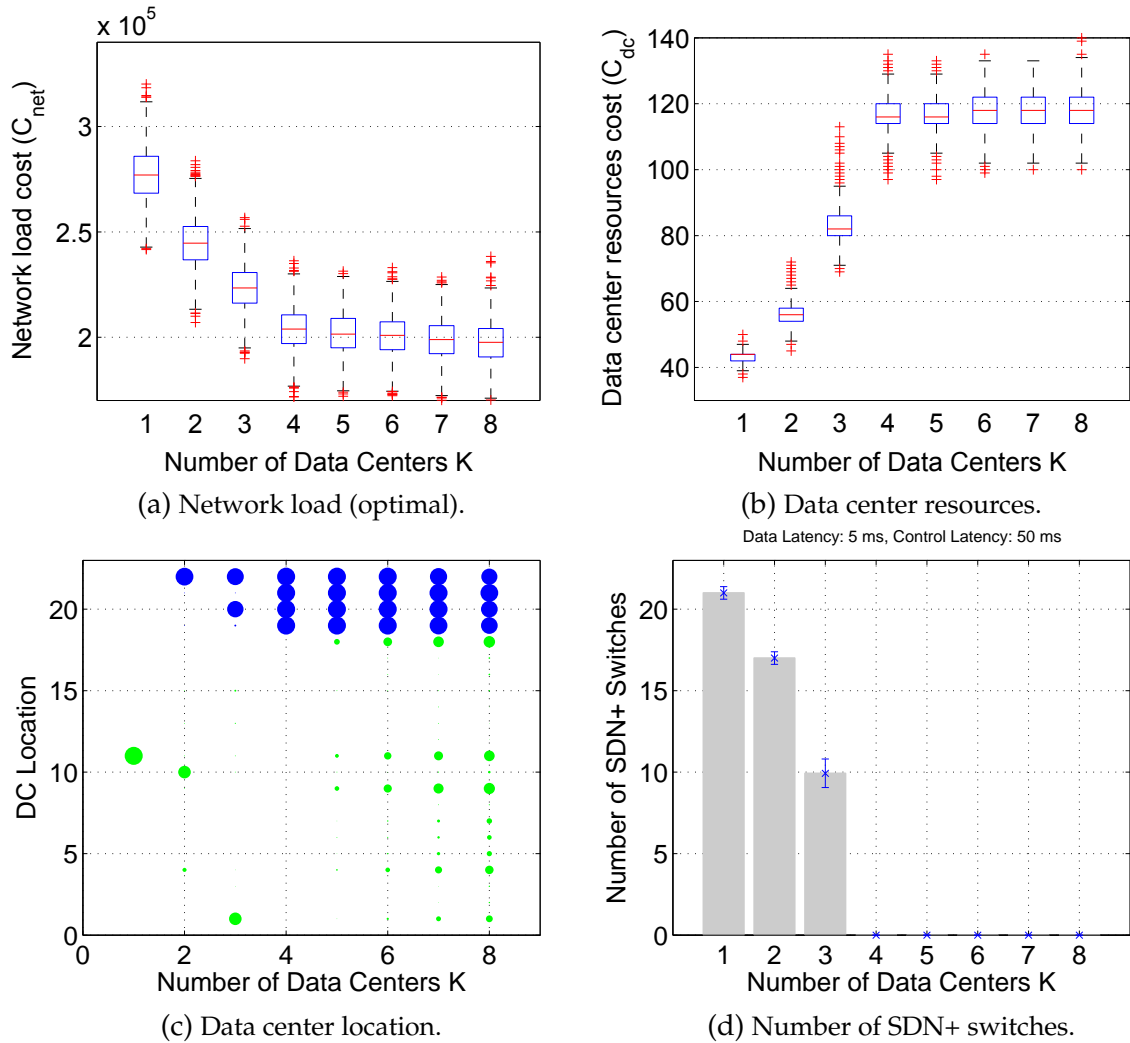 x 10^5
3
2.5
2
1 2 3 4 5 6 7 8
Network load cost (C_net)
Number of Data Centers K
(a) Network load (optimal).
140
120
100
80
60
40
1 2 3 4 5 6 7 8
Data center resources cost (C_dc)
Number of Data Centers K
(b) Data center resources.
20
15
10
5
0
0 2 4 6 8
DC Location
Number of Data Centers K
(c) Data center location.
Data Latency: 5 ms, Control Latency: 50 ms
20
15
10
5
0
1 2 3 4 5 6 7 8
Number of SDN+ Switches
Number of Data Centers K
(d) Number of SDN+ switches.